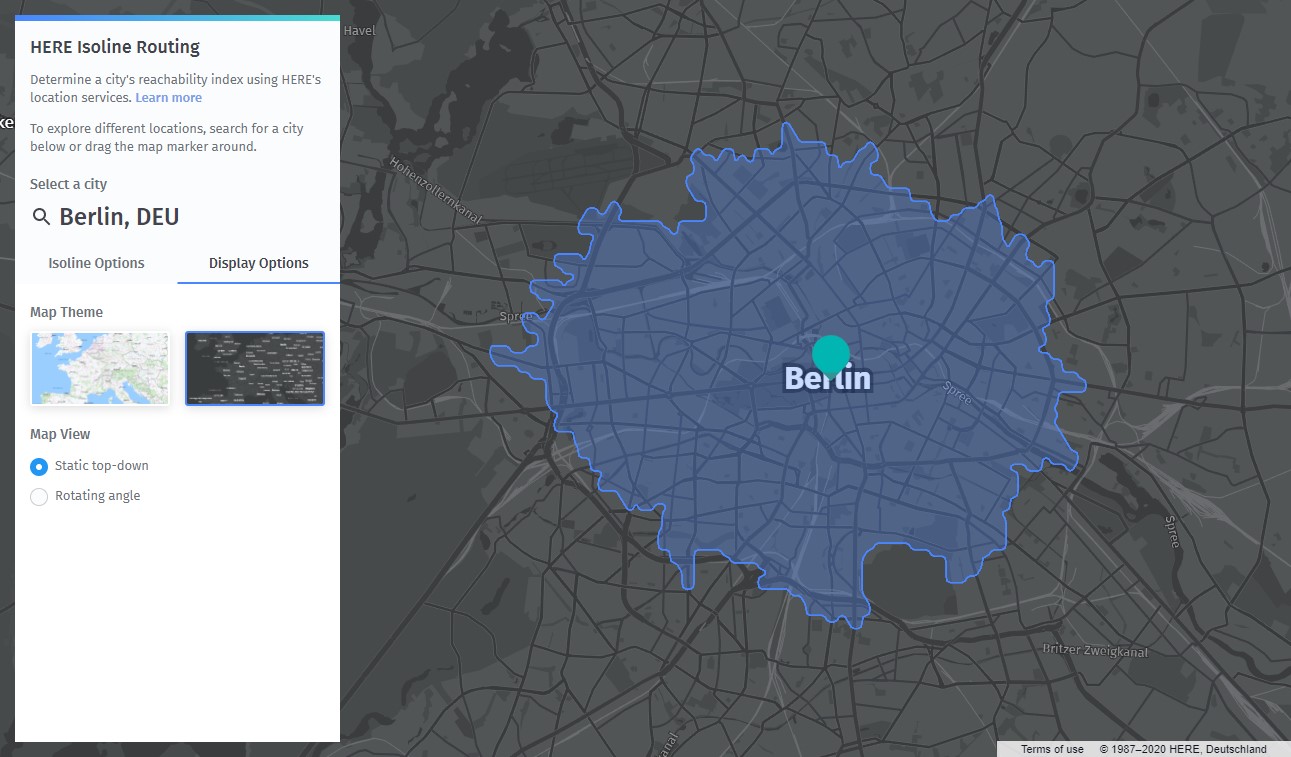 HERE Isoline Routing
Determine a city's reachability index using HERE's
location services. Learn more
To explore different locations, search for a city
below or drag the map marker around.
Select a city
Berlin, DEU
Isoline Options
Display Options
Map Theme
Map View
Static top-down
Rotating angle
Havel
Hohenzollernkanal
Spree
Berlin
Spree
Spree
Britzer Zweigkanal
Terms of use
© 1987–2020 HERE, Deutschland